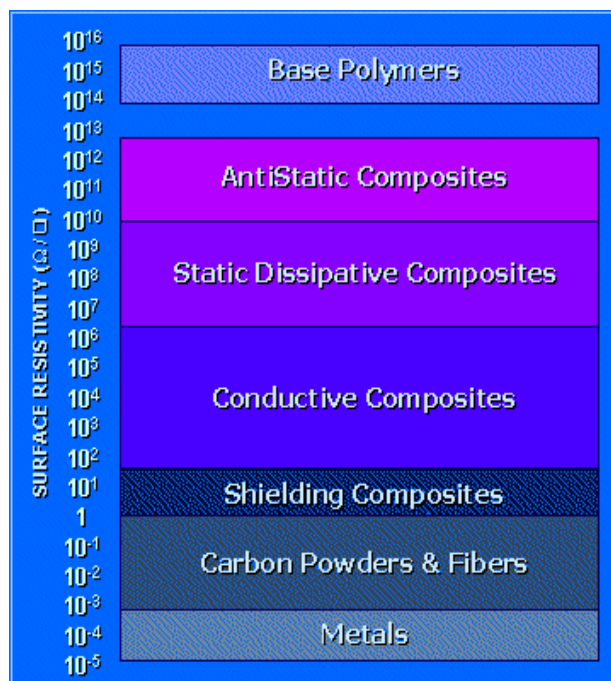 10¹⁶
10¹⁵
Base Polymers
10¹⁴
10¹³
10¹²
AntiStatic Composites
10¹¹
10¹⁰
10⁹
Static Dissipative Composites
10⁸
10⁷
10⁶
10⁵
Conductive Composites
10⁴
10³
10²
10¹
Shielding Composites
1
10⁻¹
Carbon Powders & Fibers
10⁻²
10⁻³
10⁻⁴
Metals
10⁻⁵
SURFACE RESISTIVITY (Ω/□)